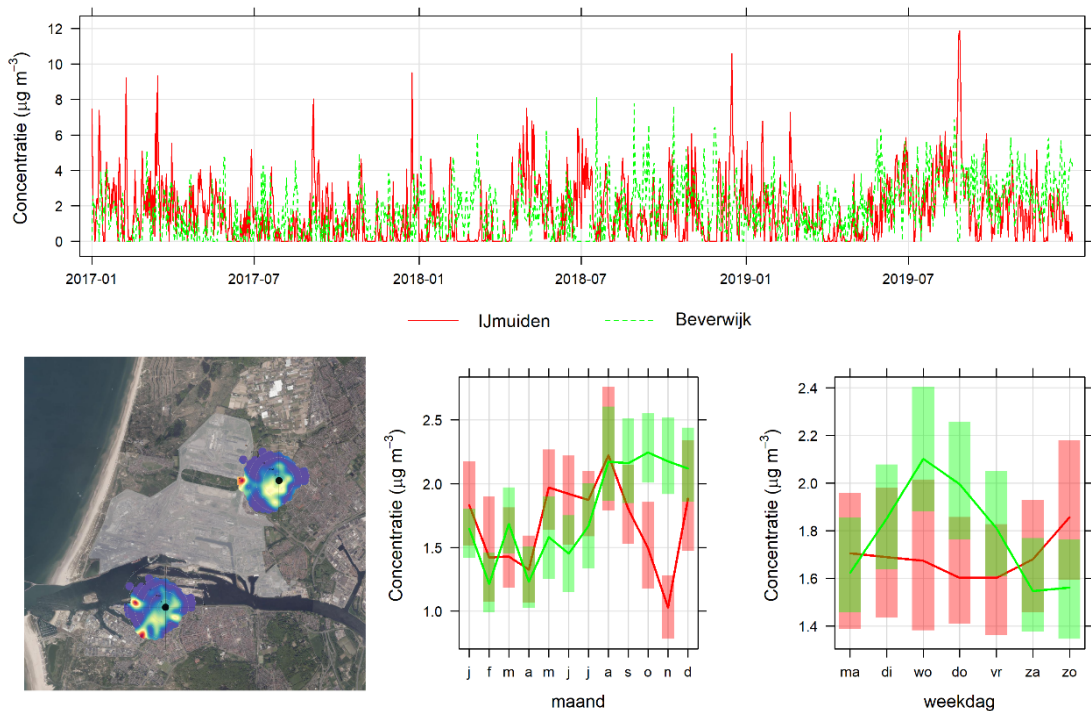 Concentratie (µg m⁻³)
12
10
8
6
4
2
0
2017-01 2017-07 2018-01 2018-07 2019-01 2019-07
IJmuiden Beverwijk
Concentratie (µg m⁻³)
2.5
2.0
1.5
1.0
j f m a m j j a s o n d
maand
Concentratie (µg m⁻³)
2.4
2.2
2.0
1.8
1.6
1.4
ma di wo do vr za zo
weekdag